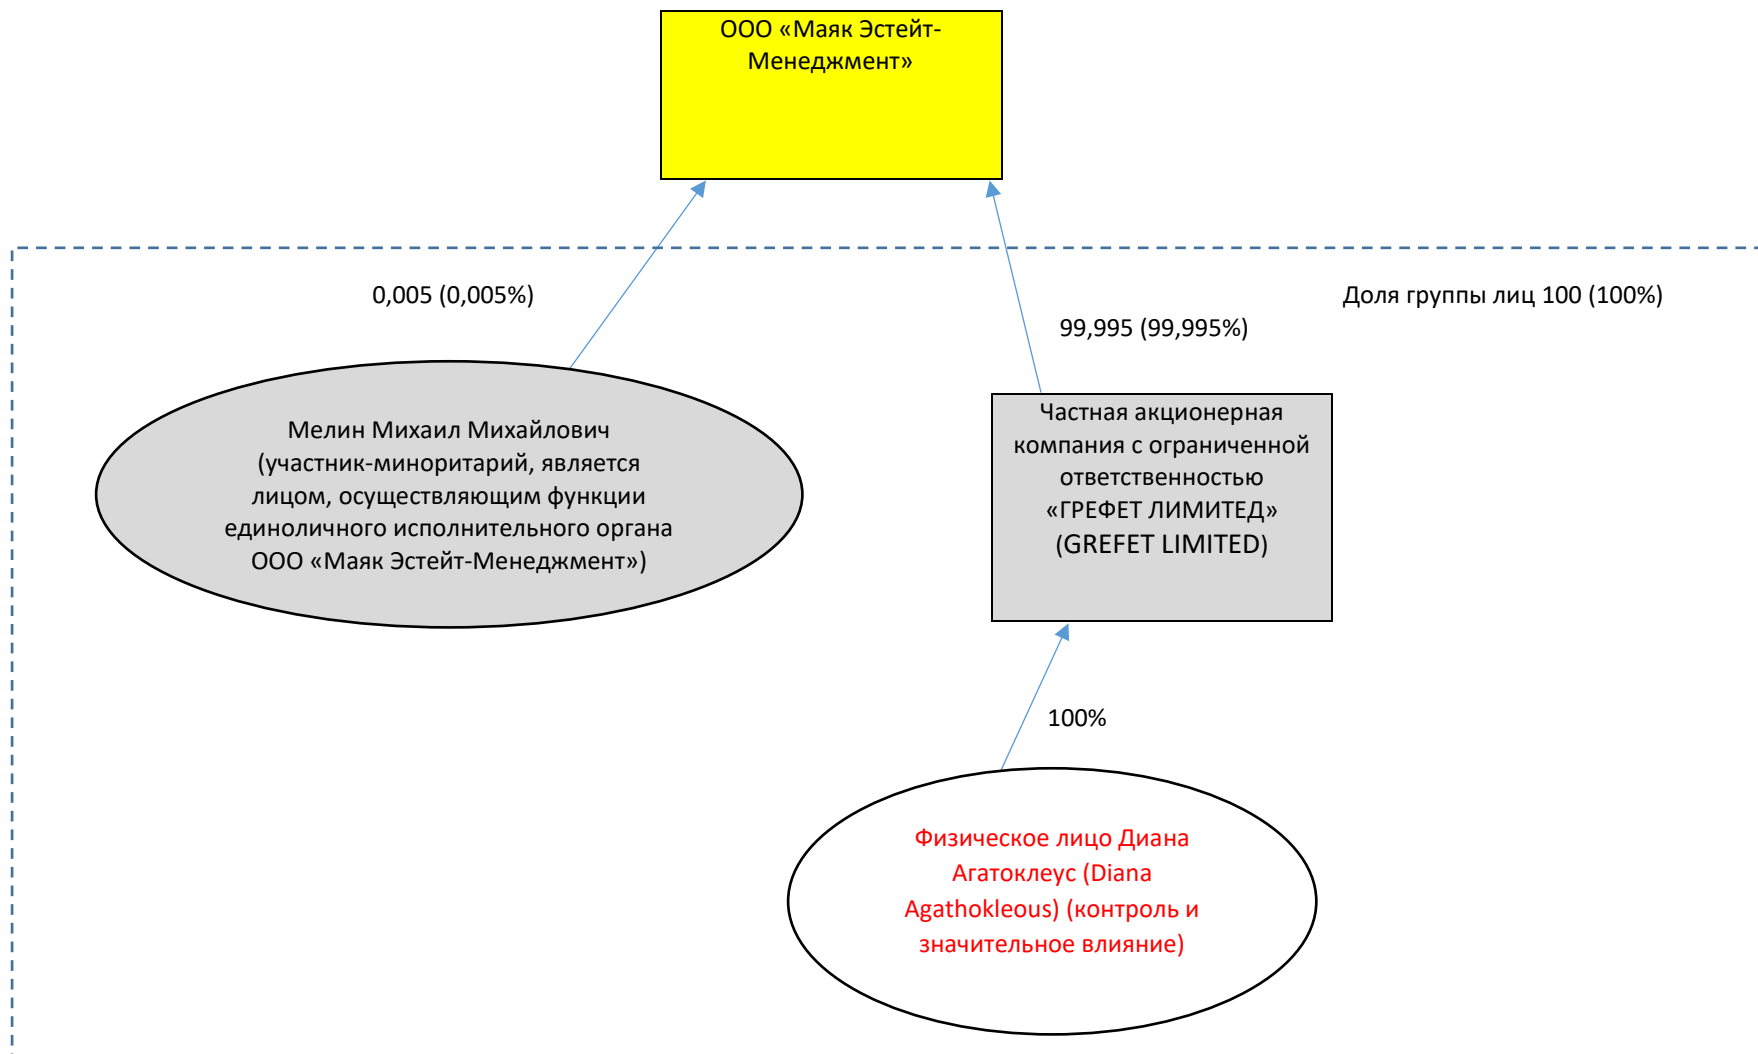 ООО «Маяк Эстейт-
Менеджмент»
0,005 (0,005%)
Доля группы лиц 100 (100%)
99,995 (99,995%)
Мелин Михаил Михайлович
(участник-миноритарий, является
лицом, осуществляющим функции
единоличного исполнительного органа
ООО «Маяк Эстейт-Менеджмент»)
Частная акционерная
компания с ограниченной
ответственностью
«ГРЕФЕТ ЛИМИТЕД»
(GREFET LIMITED)
100%
Физическое лицо Диана
Агатоклеус (Diana
Agathokleous) (контроль и
значительное влияние)